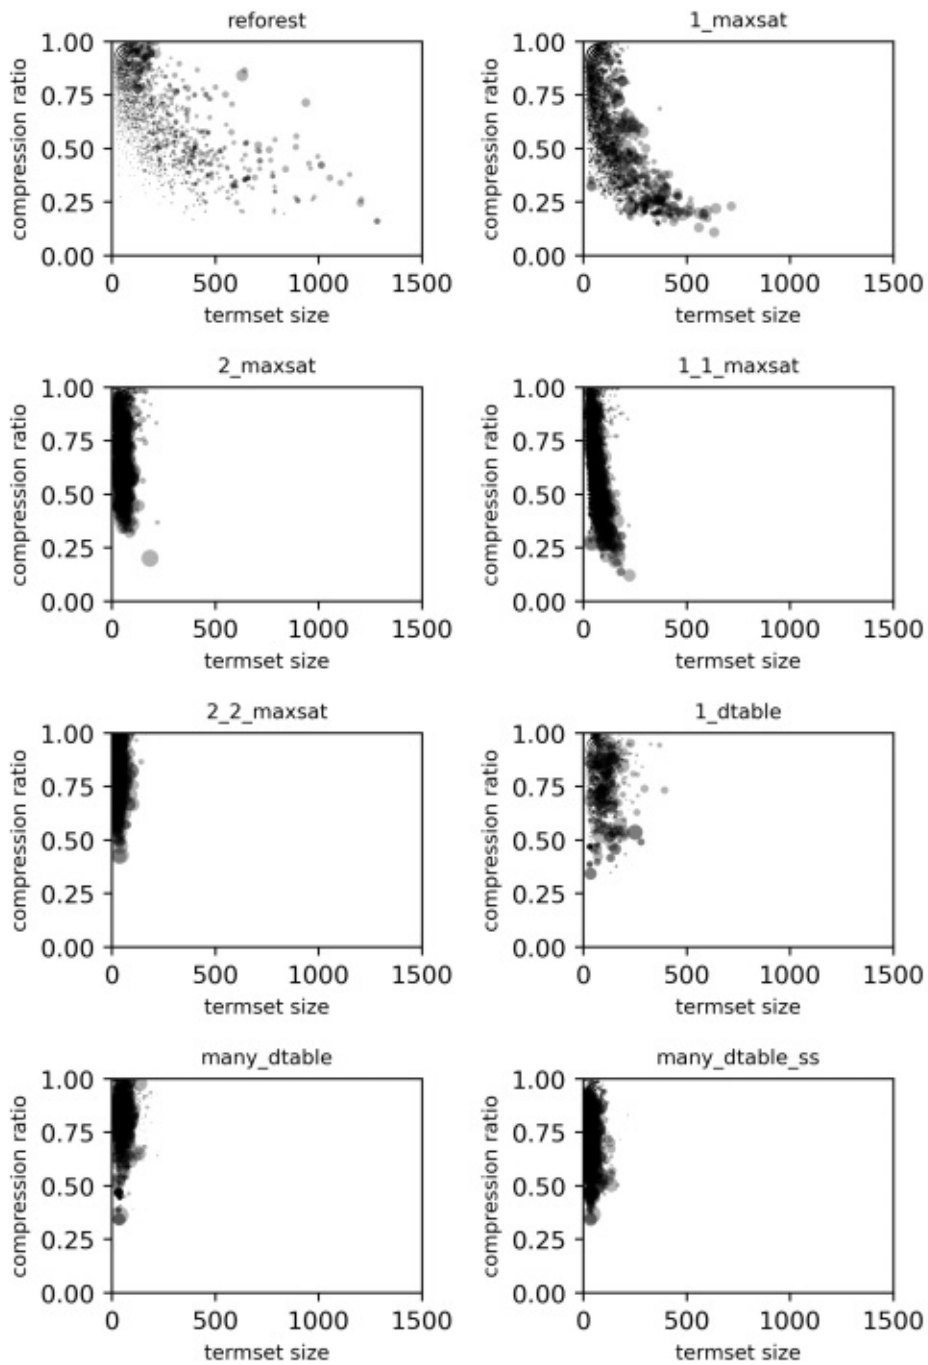 reforest
compression ratio
1.00
0.75
0.50
0.25
0.00
0 500 1000 1500
termset size
1_maxsat
compression ratio
1.00
0.75
0.50
0.25
0.00
0 500 1000 1500
termset size
2_maxsat
compression ratio
1.00
0.75
0.50
0.25
0.00
0 500 1000 1500
termset size
1_1_maxsat
compression ratio
1.00
0.75
0.50
0.25
0.00
0 500 1000 1500
termset size
2_2_maxsat
compression ratio
1.00
0.75
0.50
0.25
0.00
0 500 1000 1500
termset size
1_dtable
compression ratio
1.00
0.75
0.50
0.25
0.00
0 500 1000 1500
termset size
many_dtable
compression ratio
1.00
0.75
0.50
0.25
0.00
0 500 1000 1500
termset size
many_dtable_ss
compression ratio
1.00
0.75
0.50
0.25
0.00
0 500 1000 1500
termset size